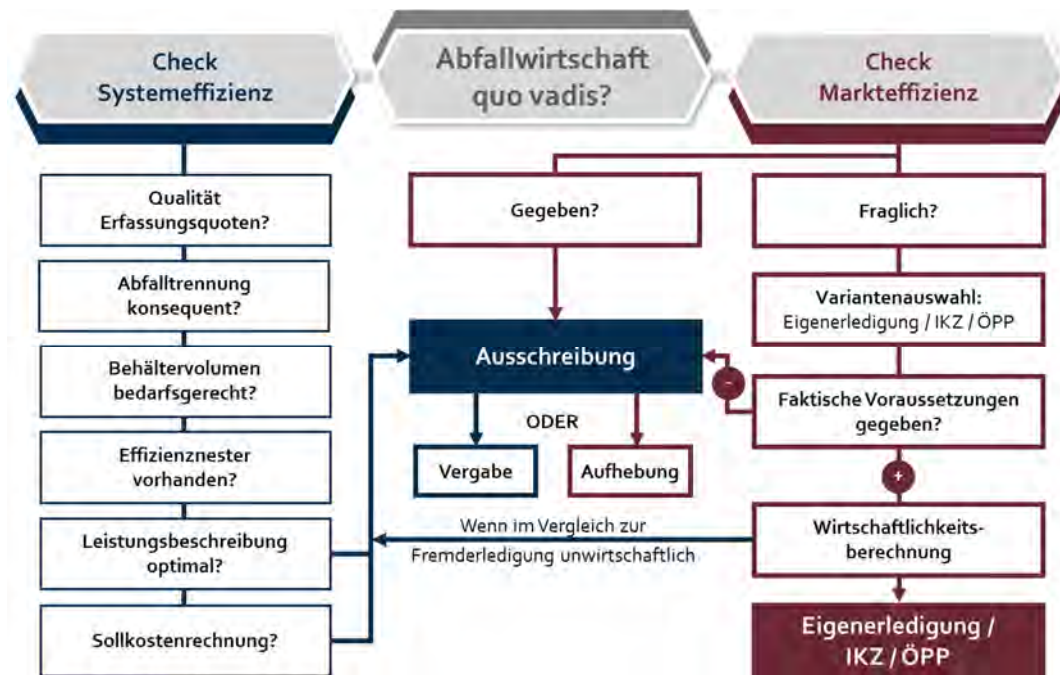 Check
Systemeffizienz
Abfallwirtschaft
quo vadis?
Check
Markteffizienz
Qualität
Erfassungsquoten?
Abfalltrennung
konsequent?
Behältervolumen
bedarfsgerecht?
Effizienznester
vorhanden?
Leistungsbeschreibung
optimal?
Sollkostenrechnung?
Gegeben?
Ausschreibung
ODER
Vergabe
Aufhebung
Wenn im Vergleich zur
Fremderledigung unwirtschaftlich
Fraglich?
Variantenauswahl:
Eigenerledigung / IKZ / ÖPP
-
Faktische Voraussetzungen
gegeben?
+
Wirtschaftlichkeits-
berechnung
Eigenerledigung /
IKZ / ÖPP